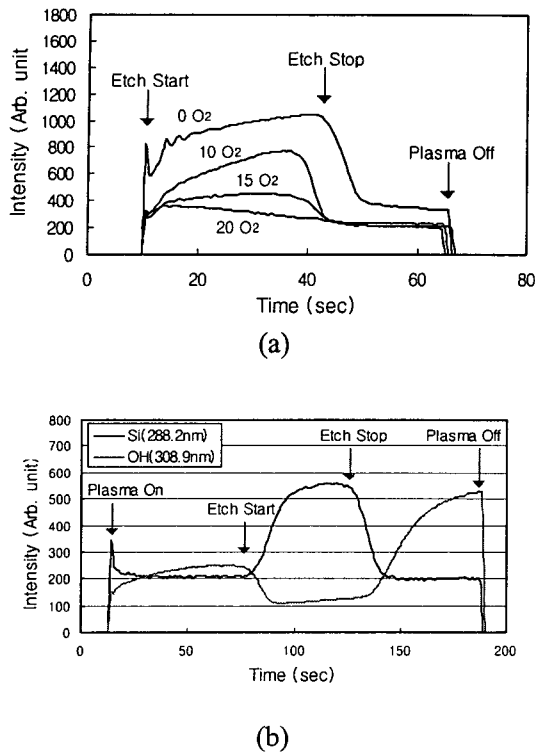 1800
1600
1400
1200
1000
800
600
400
200
0
Intensity (Arb. unit)
Etch Start
Etch Stop
0 O2
10 O2
15 O2
20 O2
Plasma Off
0 20 40 60 80
Time (sec)
(a)
800
700
600
500
400
300
200
100
0
Intensity (Arb. unit)
Si(288.2nm)
OH(308.9nm)
Plasma On
Etch Start
Etch Stop
Plasma Off
0 50 100 150 200
Time (sec)
(b)